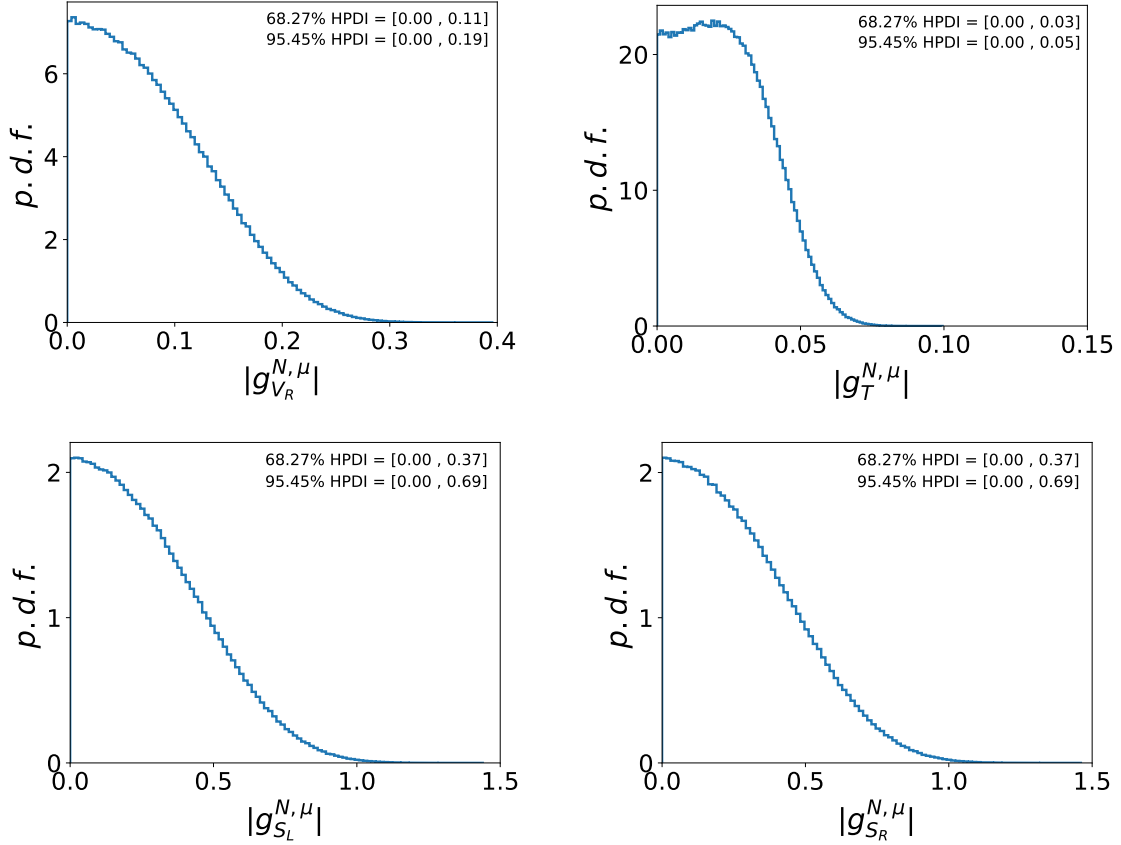 68.27% HPDI = [0.00 , 0.11]
95.45% HPDI = [0.00 , 0.19]
p.d.f.
6
4
2
0
0.0 0.1 0.2 0.3 0.4
|g_{V_R}^{N,μ}|
68.27% HPDI = [0.00 , 0.03]
95.45% HPDI = [0.00 , 0.05]
p.d.f.
20
10
0
0.00 0.05 0.10 0.15
|g_T^{N,μ}|
68.27% HPDI = [0.00 , 0.37]
95.45% HPDI = [0.00 , 0.69]
p.d.f.
2
1
0
0.0 0.5 1.0 1.5
|g_{S_L}^{N,μ}|
68.27% HPDI = [0.00 , 0.37]
95.45% HPDI = [0.00 , 0.69]
p.d.f.
2
1
0
0.0 0.5 1.0 1.5
|g_{S_R}^{N,μ}|